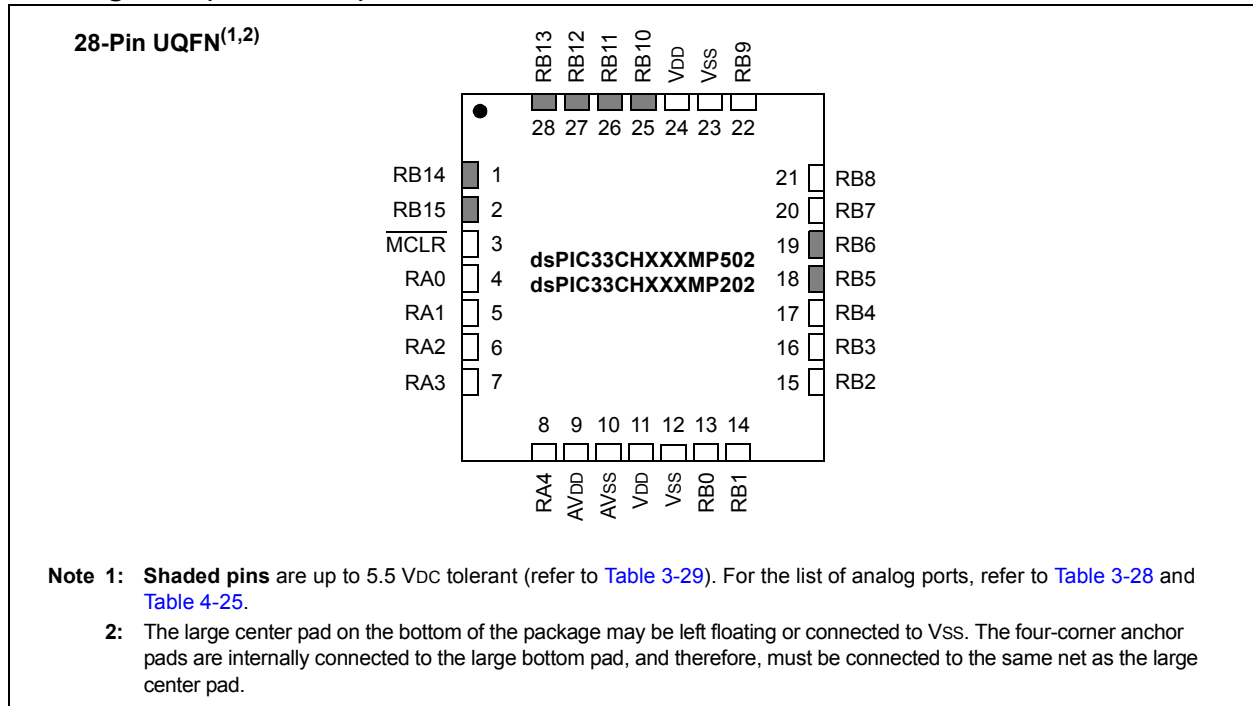 28-Pin UQFN(1,2)
RB13
RB12
RB11
RB10
VDD
VSS
RB9
28 27 26 25 24 23 22
RB14 1
RB15 2
MCLR 3
RA0 4
RA1 5
RA2 6
RA3 7
dsPIC33CHXXXMP502
dsPIC33CHXXXMP202
21 RB8
20 RB7
19 RB6
18 RB5
17 RB4
16 RB3
15 RB2
8 9 10 11 12 13 14
RA4
AVDD
AVSS
VDD
VSS
RB0
RB1
Note 1: Shaded pins are up to 5.5 VDC tolerant (refer to Table 3-29). For the list of analog ports, refer to Table 3-28 and
Table 4-25.
2: The large center pad on the bottom of the package may be left floating or connected to VSS. The four-corner anchor
pads are internally connected to the large bottom pad, and therefore, must be connected to the same net as the large
center pad.